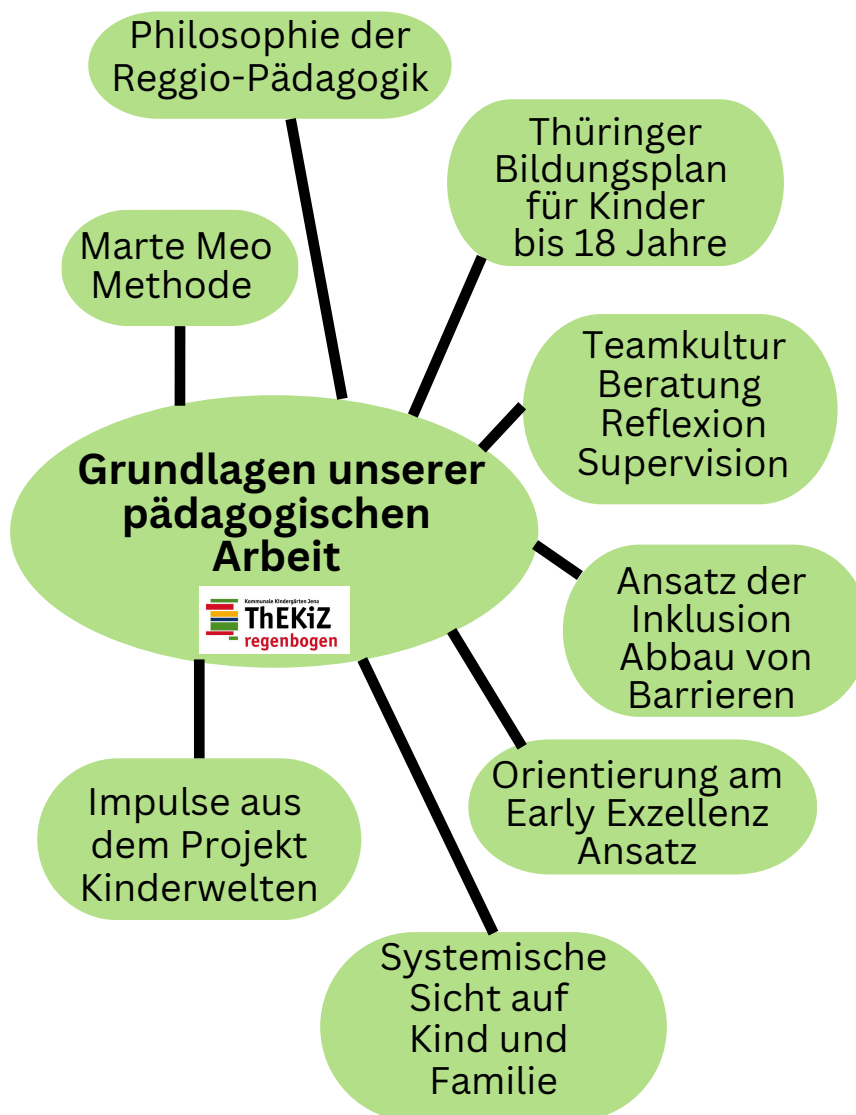 Philosophie der
Reggio-Pädagogik
Thüringer
Bildungsplan
für Kinder
bis 18 Jahre
Marte Meo
Methode
Teamkultur
Beratung
Reflexion
Supervision
Grundlagen unserer
pädagogischen
Arbeit
Kommunale Kindergärten Jena
ThEKiZ
regenbogen
Ansatz der
Inklusion
Abbau von
Barrieren
Orientierung am
Early Exzellenz
Ansatz
Impulse aus
dem Projekt
Kinderwelten
Systemische
Sicht auf
Kind und
Familie